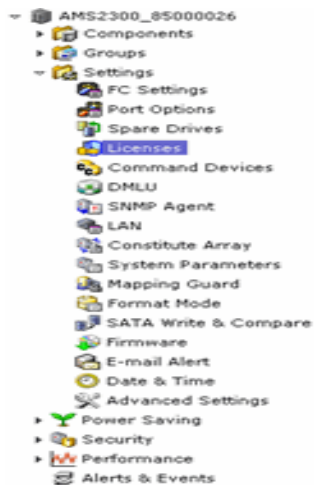 AMS2300_85000026
Components
Groups
Settings
FC Settings
Port Options
Spare Drives
Licenses
Command Devices
DMLU
SNMP Agent
LAN
Constitute Array
System Parameters
Mapping Guard
Format Mode
SATA Write & Compare
Firmware
E-mail Alert
Date & Time
Advanced Settings
Power Saving
Security
Performance
Alerts & Events